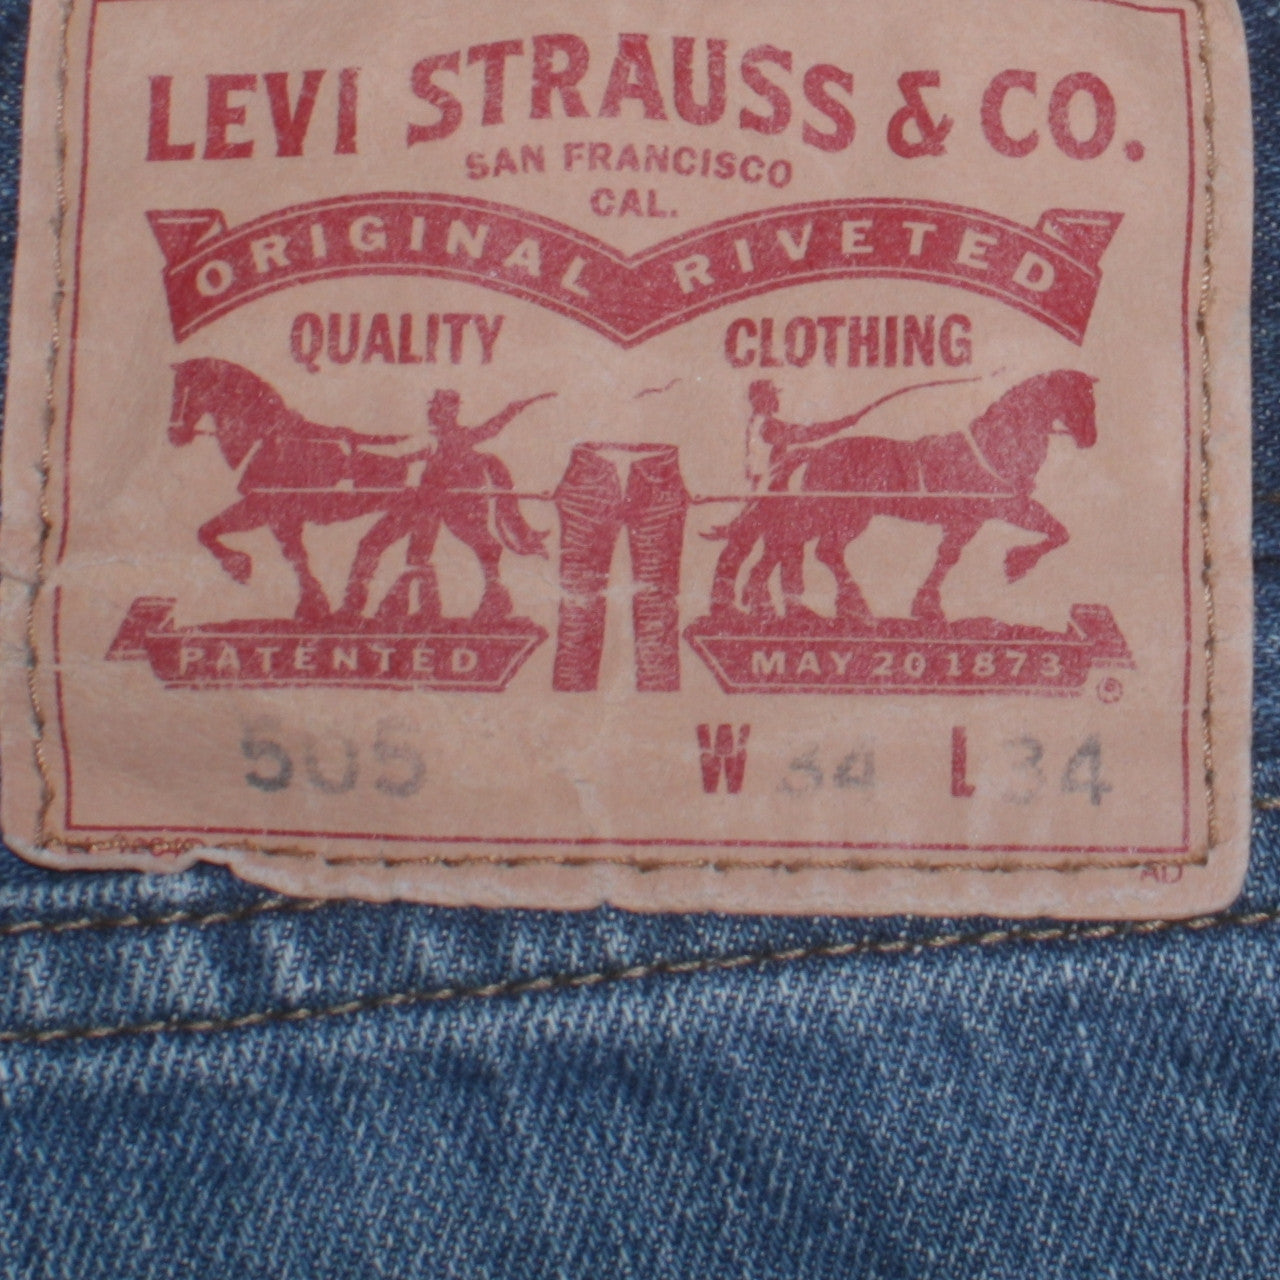 LEVI STRAUSS & CO.
SAN FRANCISCO
CAL.
ORIGINAL RIVETED
QUALITY CLOTHING
PATENTED MAY 20 1873 ®
505 W 34 L 34